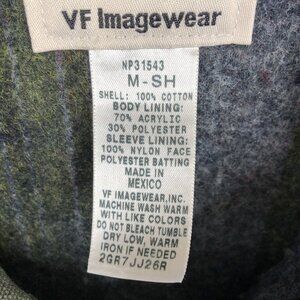 VF Imagewear
NP31543
M-SH
SHELL: 100% COTTON
BODY LINING:
70% ACRYLIC
30% POLYESTER
SLEEVE LINING:
100% NYLON FACE
POLYESTER BATTING
MADE IN
MEXICO
VF IMAGEWEAR,INC.
MACHINE WASH WARM
WITH LIKE COLORS
DO NOT BLEACH TUMBLE
DRY LOW, WARM
IRON IF NEEDED
2GR7JJ26R